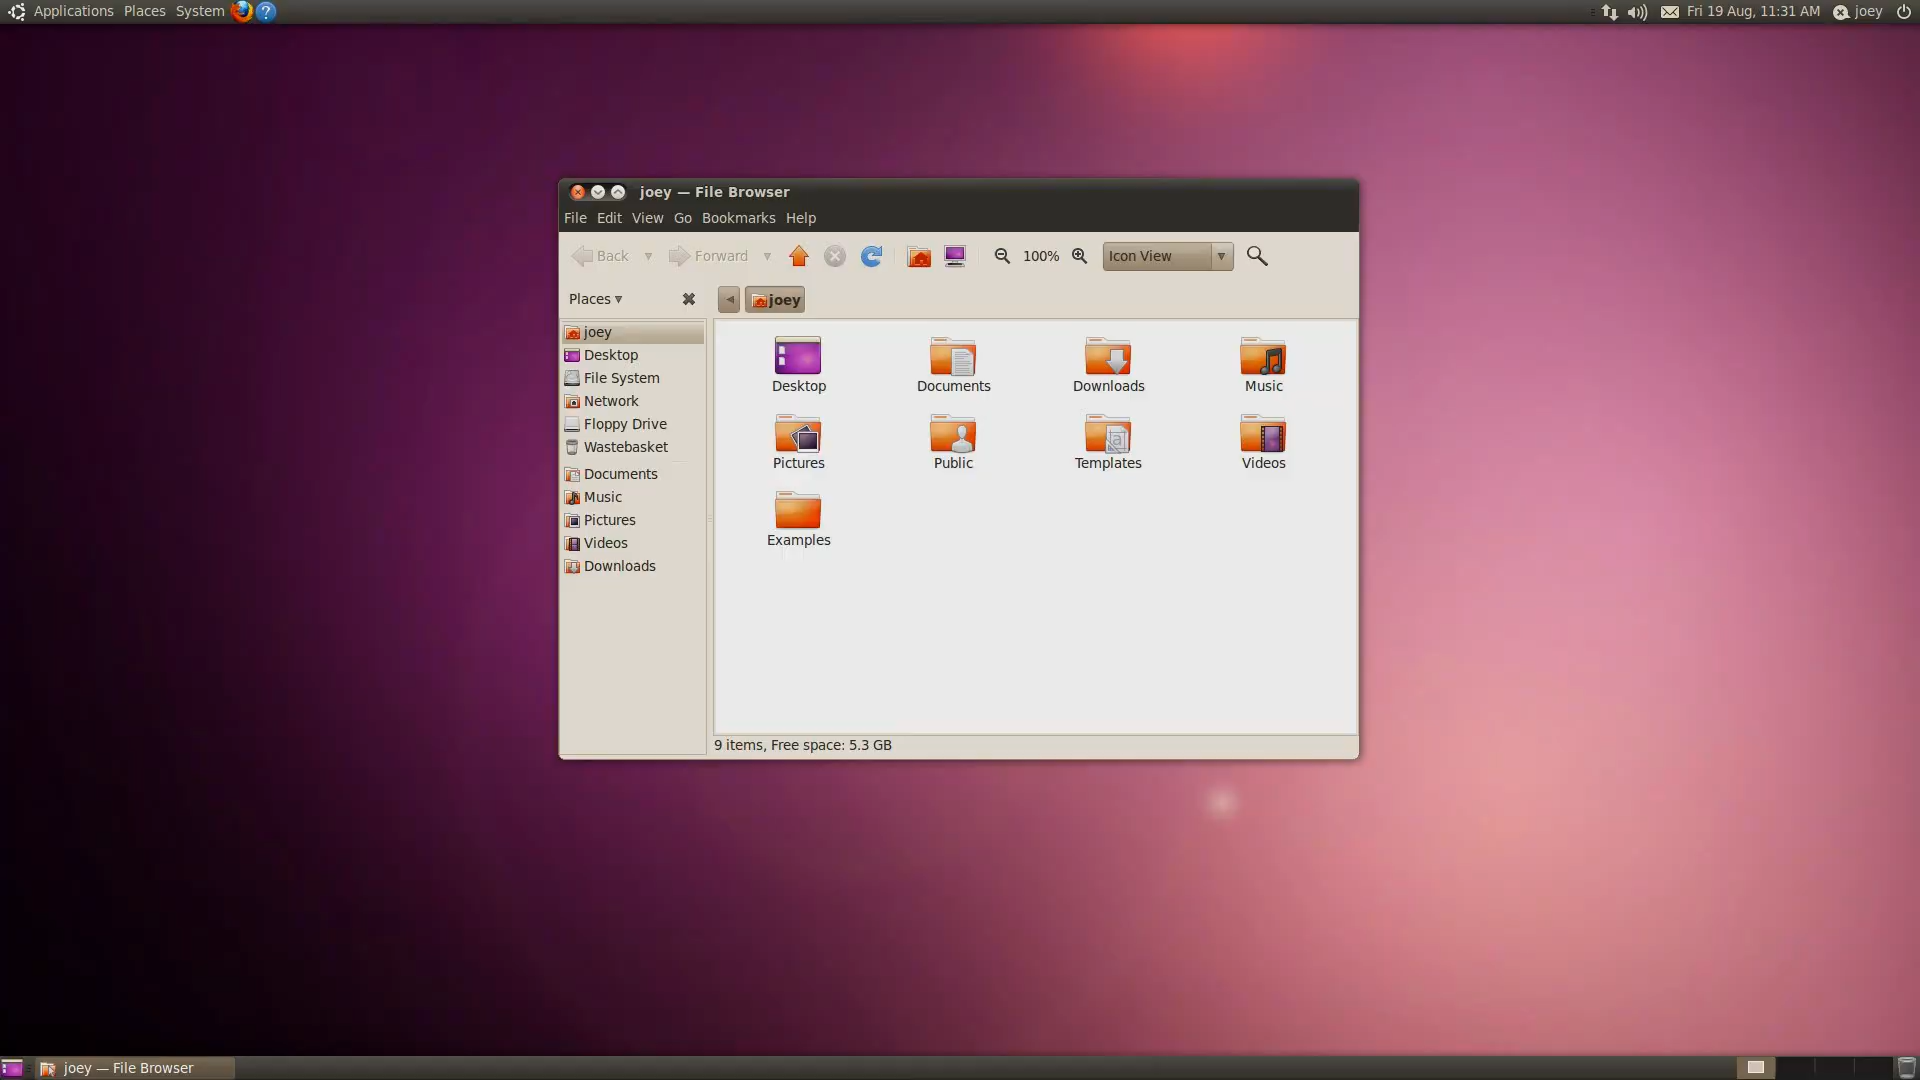 Applications Places System ?
Fri 19 Aug, 11:31 AM joey
joey — File Browser
File Edit View Go Bookmarks Help
Back Forward 100% Icon View
Places
joey
joey
Desktop
File System
Network
Floppy Drive
Wastebasket
Documents
Music
Pictures
Videos
Downloads
Desktop Documents Downloads Music
Pictures Public Templates Videos
Examples
9 items, Free space: 5.3 GB
joey — File Browser